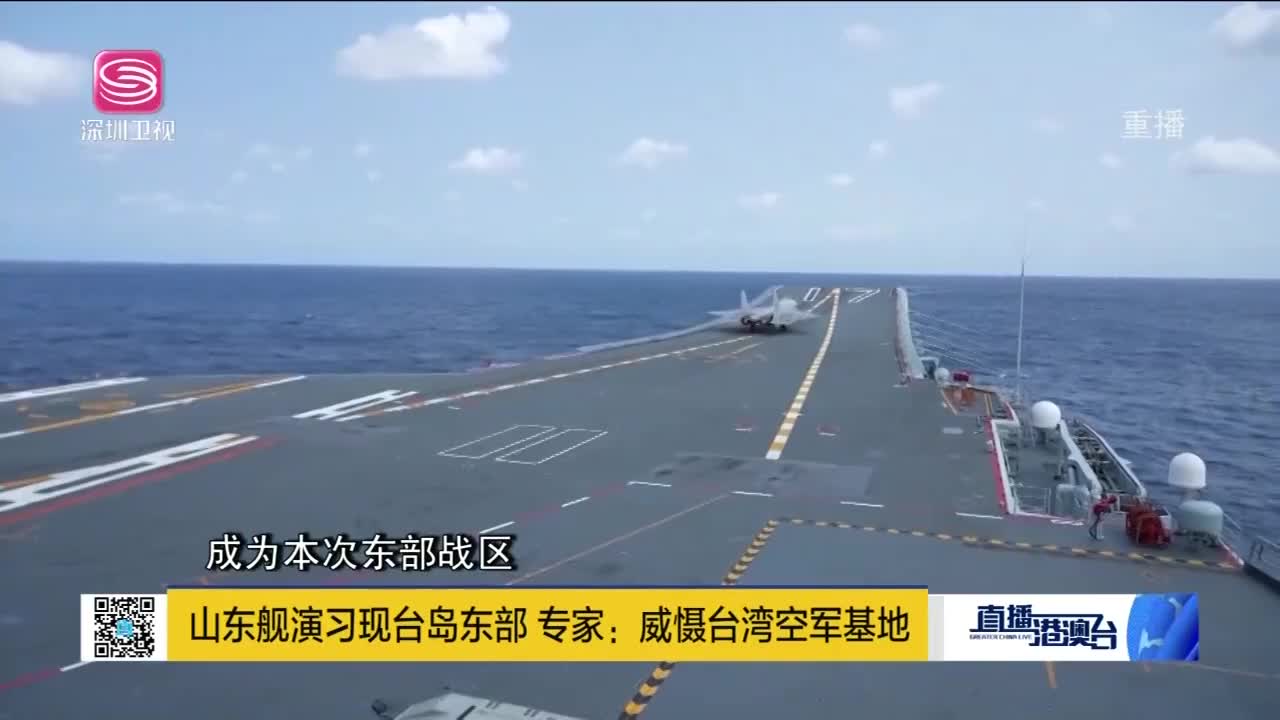 深圳卫视
重播
17
成为本次东部战区
山东舰演习现台岛东部 专家：威慑台湾空军基地
直播港澳台
GREATER CHINA LIVE